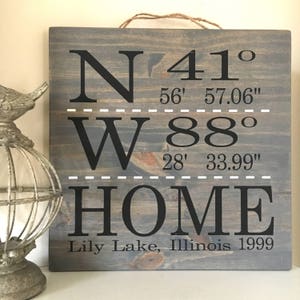 N 41°
56' 57.06"
W 88°
28' 33.99"
HOME
Lily Lake, Illinois 1999